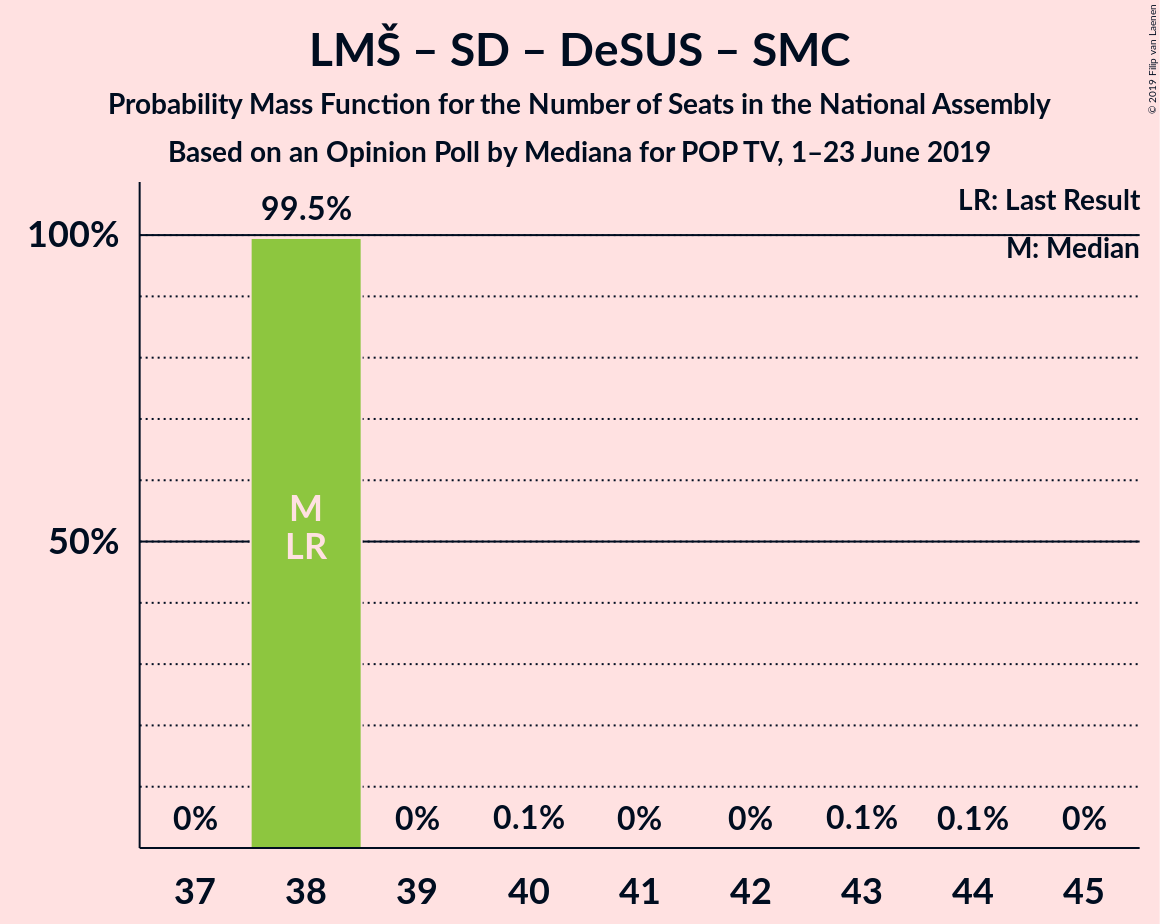 LMŠ – SD – DeSUS – SMC
Probability Mass Function for the Number of Seats in the National Assembly
Based on an Opinion Poll by Mediana for POP TV, 1–23 June 2019
© 2019 Filip van Laenen
LR: Last Result
M: Median
100%
50%
99.5%
M
LR
0% 0% 0.1% 0% 0% 0.1% 0.1% 0%
37 38 39 40 41 42 43 44 45